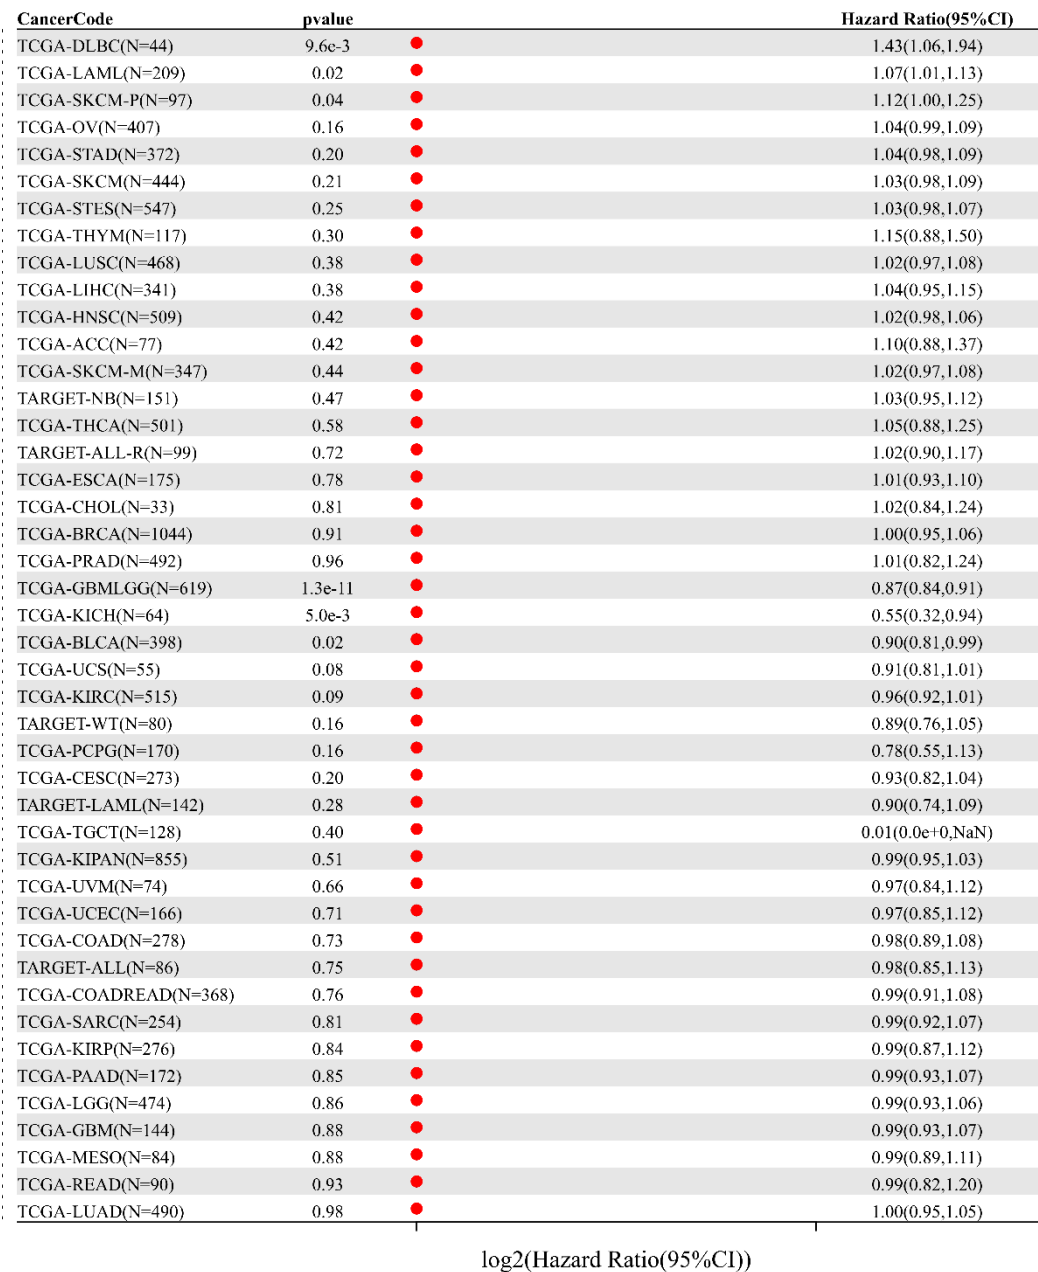 CancerCode pvalue Hazard Ratio(95%CI)
TCGA-DLBC(N=44) 9.6e-3 1.43(1.06,1.94)
TCGA-LAML(N=209) 0.02 1.07(1.01,1.13)
TCGA-SKCM-P(N=97) 0.04 1.12(1.00,1.25)
TCGA-OV(N=407) 0.16 1.04(0.99,1.09)
TCGA-STAD(N=372) 0.20 1.04(0.98,1.09)
TCGA-SKCM(N=444) 0.21 1.03(0.98,1.09)
TCGA-STES(N=547) 0.25 1.03(0.98,1.07)
TCGA-THYM(N=117) 0.30 1.15(0.88,1.50)
TCGA-LUSC(N=468) 0.38 1.02(0.97,1.08)
TCGA-LIHC(N=341) 0.38 1.04(0.95,1.15)
TCGA-HNSC(N=509) 0.42 1.02(0.98,1.06)
TCGA-ACC(N=77) 0.42 1.10(0.88,1.37)
TCGA-SKCM-M(N=347) 0.44 1.02(0.97,1.08)
TARGET-NB(N=151) 0.47 1.03(0.95,1.12)
TCGA-THCA(N=501) 0.58 1.05(0.88,1.25)
TARGET-ALL-R(N=99) 0.72 1.02(0.90,1.17)
TCGA-ESCA(N=175) 0.78 1.01(0.93,1.10)
TCGA-CHOL(N=33) 0.81 1.02(0.84,1.24)
TCGA-BRCA(N=1044) 0.91 1.00(0.95,1.06)
TCGA-PRAD(N=492) 0.96 1.01(0.82,1.24)
TCGA-GBMLGG(N=619) 1.3e-11 0.87(0.84,0.91)
TCGA-KICH(N=64) 5.0e-3 0.55(0.32,0.94)
TCGA-BLCA(N=398) 0.02 0.90(0.81,0.99)
TCGA-UCS(N=55) 0.08 0.91(0.81,1.01)
TCGA-KIRC(N=515) 0.09 0.96(0.92,1.01)
TARGET-WT(N=80) 0.16 0.89(0.76,1.05)
TCGA-PCPG(N=170) 0.16 0.78(0.55,1.13)
TCGA-CESC(N=273) 0.20 0.93(0.82,1.04)
TARGET-LAML(N=142) 0.28 0.90(0.74,1.09)
TCGA-TGCT(N=128) 0.40 0.01(0.0e+0,NaN)
TCGA-KIPAN(N=855) 0.51 0.99(0.95,1.03)
TCGA-UVM(N=74) 0.66 0.97(0.84,1.12)
TCGA-UCEC(N=166) 0.71 0.97(0.85,1.12)
TCGA-COAD(N=278) 0.73 0.98(0.89,1.08)
TARGET-ALL(N=86) 0.75 0.98(0.85,1.13)
TCGA-COADREAD(N=368) 0.76 0.99(0.91,1.08)
TCGA-SARC(N=254) 0.81 0.99(0.92,1.07)
TCGA-KIRP(N=276) 0.84 0.99(0.87,1.12)
TCGA-PAAD(N=172) 0.85 0.99(0.93,1.07)
TCGA-LGG(N=474) 0.86 0.99(0.93,1.06)
TCGA-GBM(N=144) 0.88 0.99(0.93,1.07)
TCGA-MESO(N=84) 0.88 0.99(0.89,1.11)
TCGA-READ(N=90) 0.93 0.99(0.82,1.20)
TCGA-LUAD(N=490) 0.98 1.00(0.95,1.05)
log2(Hazard Ratio(95%CI))